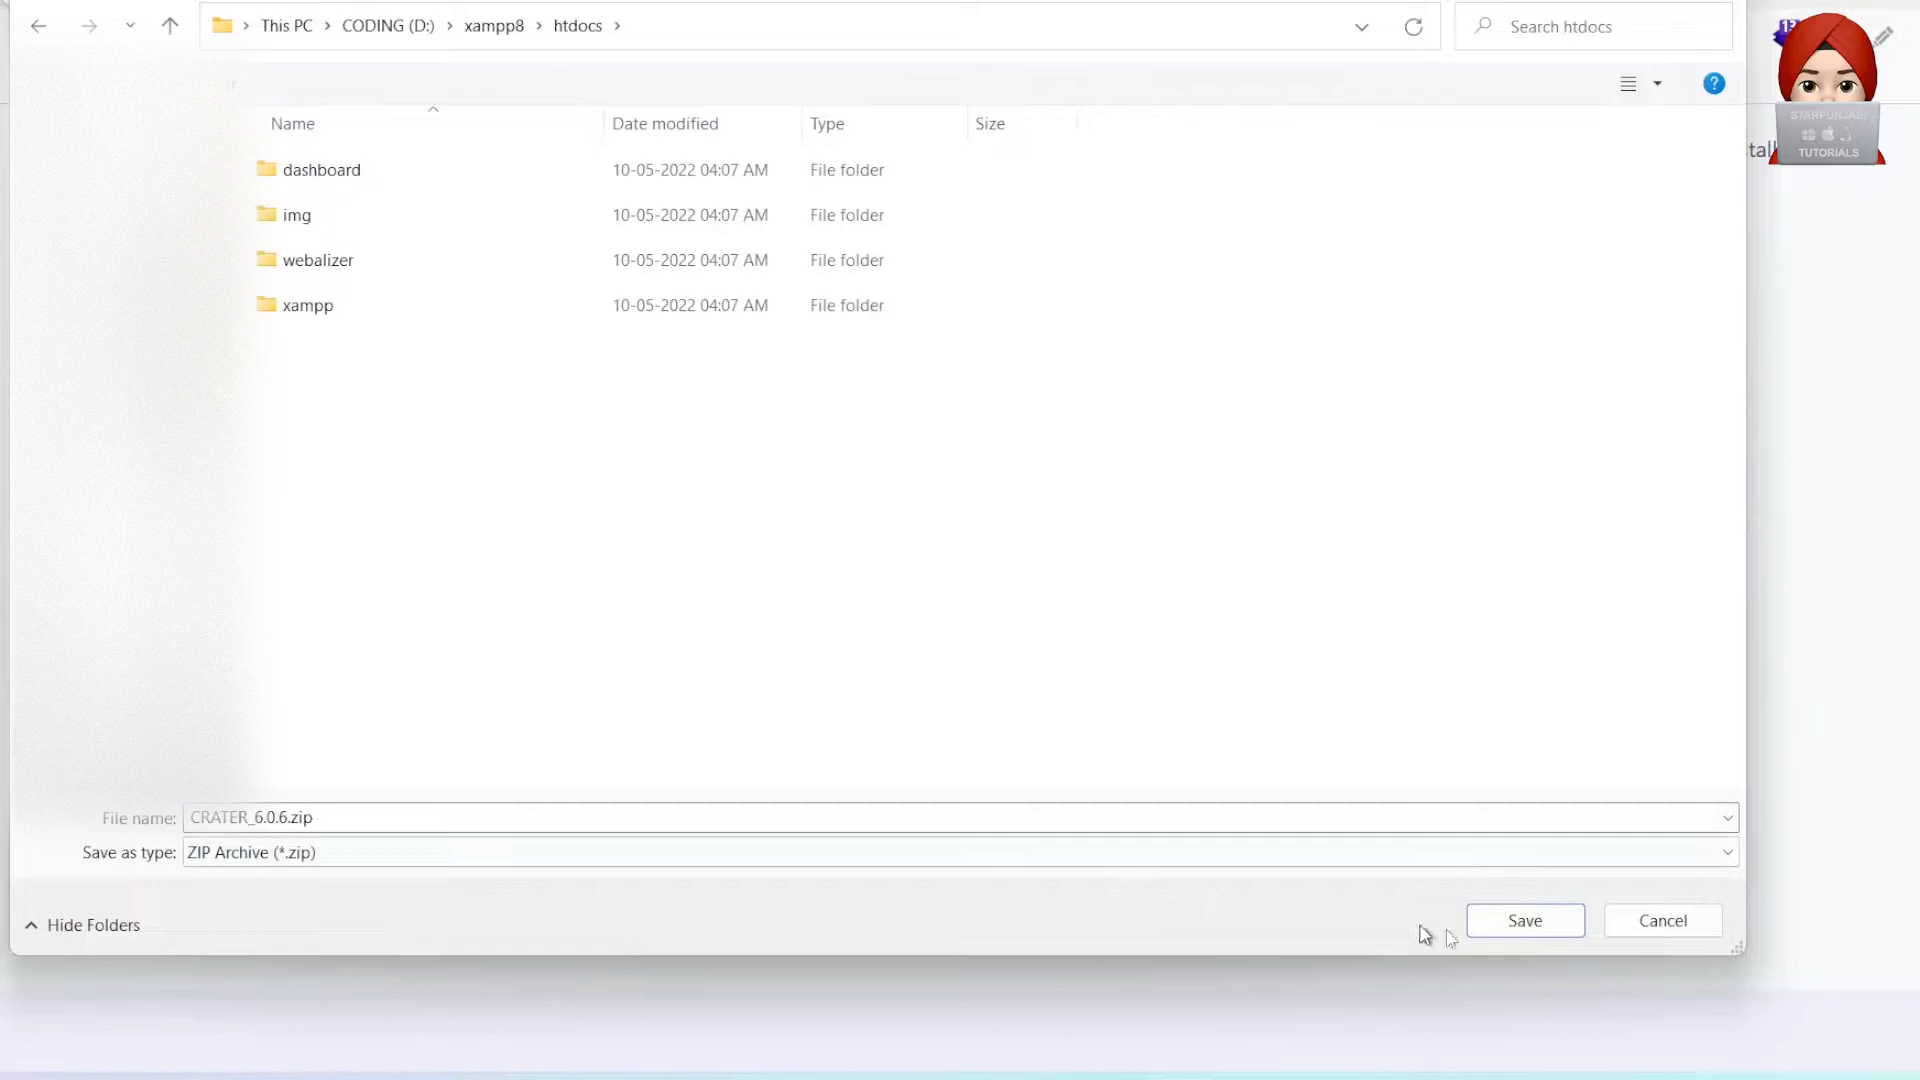 This PC > CODING (D:) > xampp8 > htdocs >
Search htdocs
13
?
Name Date modified Type Size
dashboard 10-05-2022 04:07 AM File folder
img 10-05-2022 04:07 AM File folder
webalizer 10-05-2022 04:07 AM File folder
xampp 10-05-2022 04:07 AM File folder
STARPUNJABI
TUTORIALS
stall
File name: CRATER_6.0.6.zip
Save as type: ZIP Archive (*.zip)
Hide Folders
Save Cancel